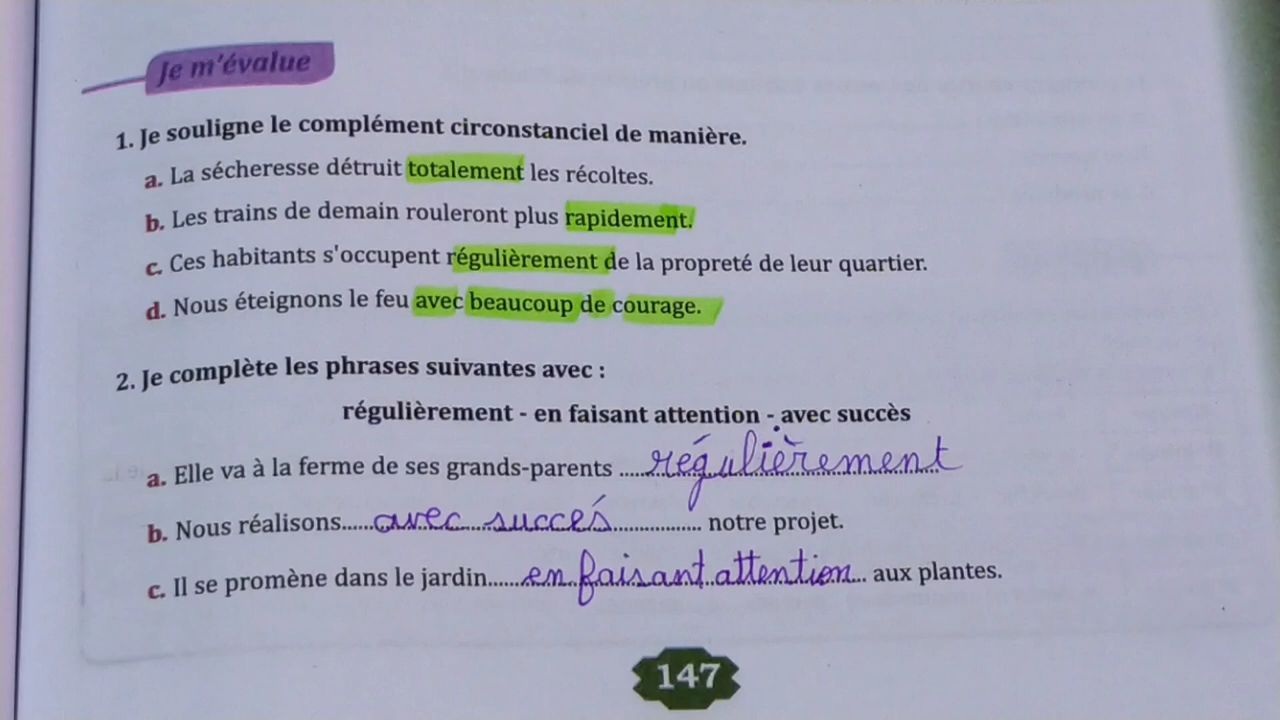 Je m'évalue
1. Je souligne le complément circonstanciel de manière.
a. La sécheresse détruit totalement les récoltes.
b. Les trains de demain rouleront plus rapidement.
c. Ces habitants s'occupent régulièrement de la propreté de leur quartier.
d. Nous éteignons le feu avec beaucoup de courage.
2. Je complète les phrases suivantes avec :
régulièrement - en faisant attention - avec succès
a. Elle va à la ferme de ses grands-parents ..... régulièrement
b. Nous réalisons..... avec succés ............... notre projet.
c. Il se promène dans le jardin...... en faisant attention ... aux plantes.
147